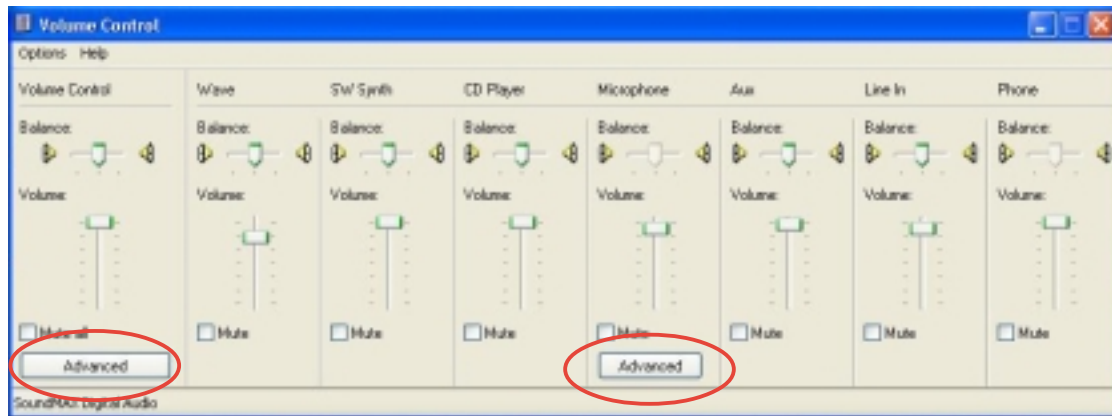 Volume Control
Options Help
Volume Control Wave SW Synth CD Player Microphone Aux Line In Phone
Balance: Balance: Balance: Balance: Balance: Balance: Balance: Balance:
Volume: Volume: Volume: Volume: Volume: Volume: Volume: Volume:
Mute all Mute Mute Mute Mute Mute Mute Mute
Advanced Advanced
SoundMAX Digital Audio